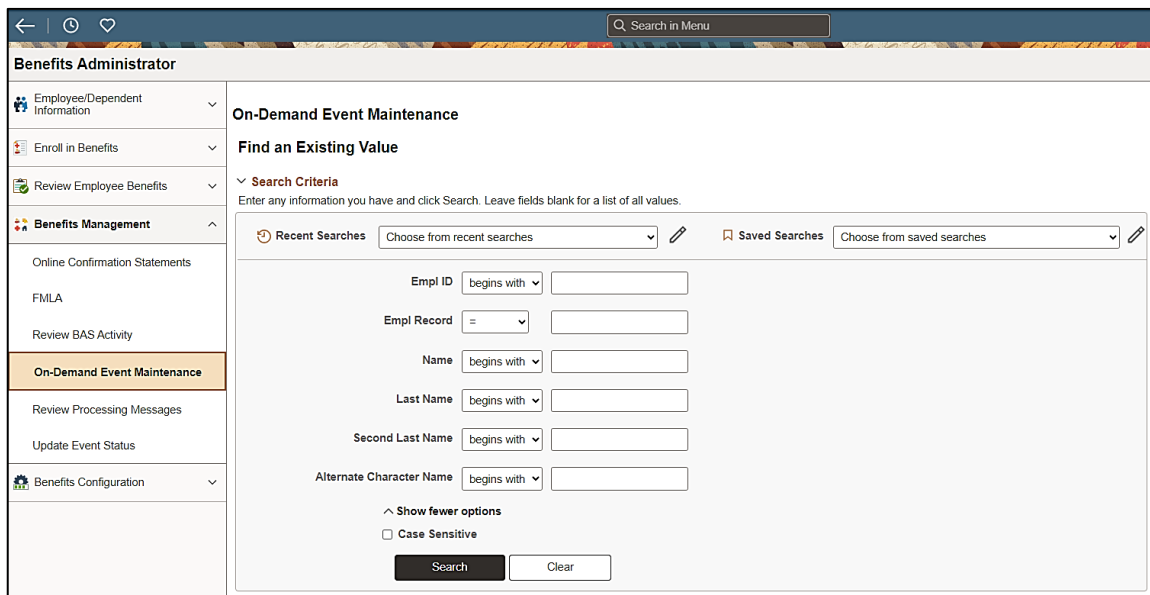 Search in Menu
Benefits Administrator
Employee/Dependent
Information
Enroll in Benefits
Review Employee Benefits
Benefits Management
Online Confirmation Statements
FMLA
Review BAS Activity
On-Demand Event Maintenance
Review Processing Messages
Update Event Status
Benefits Configuration
On-Demand Event Maintenance
Find an Existing Value
Search Criteria
Enter any information you have and click Search. Leave fields blank for a list of all values.
Recent Searches Choose from recent searches Saved Searches Choose from saved searches
Empl ID begins with
Empl Record =
Name begins with
Last Name begins with
Second Last Name begins with
Alternate Character Name begins with
Show fewer options
Case Sensitive
Search Clear